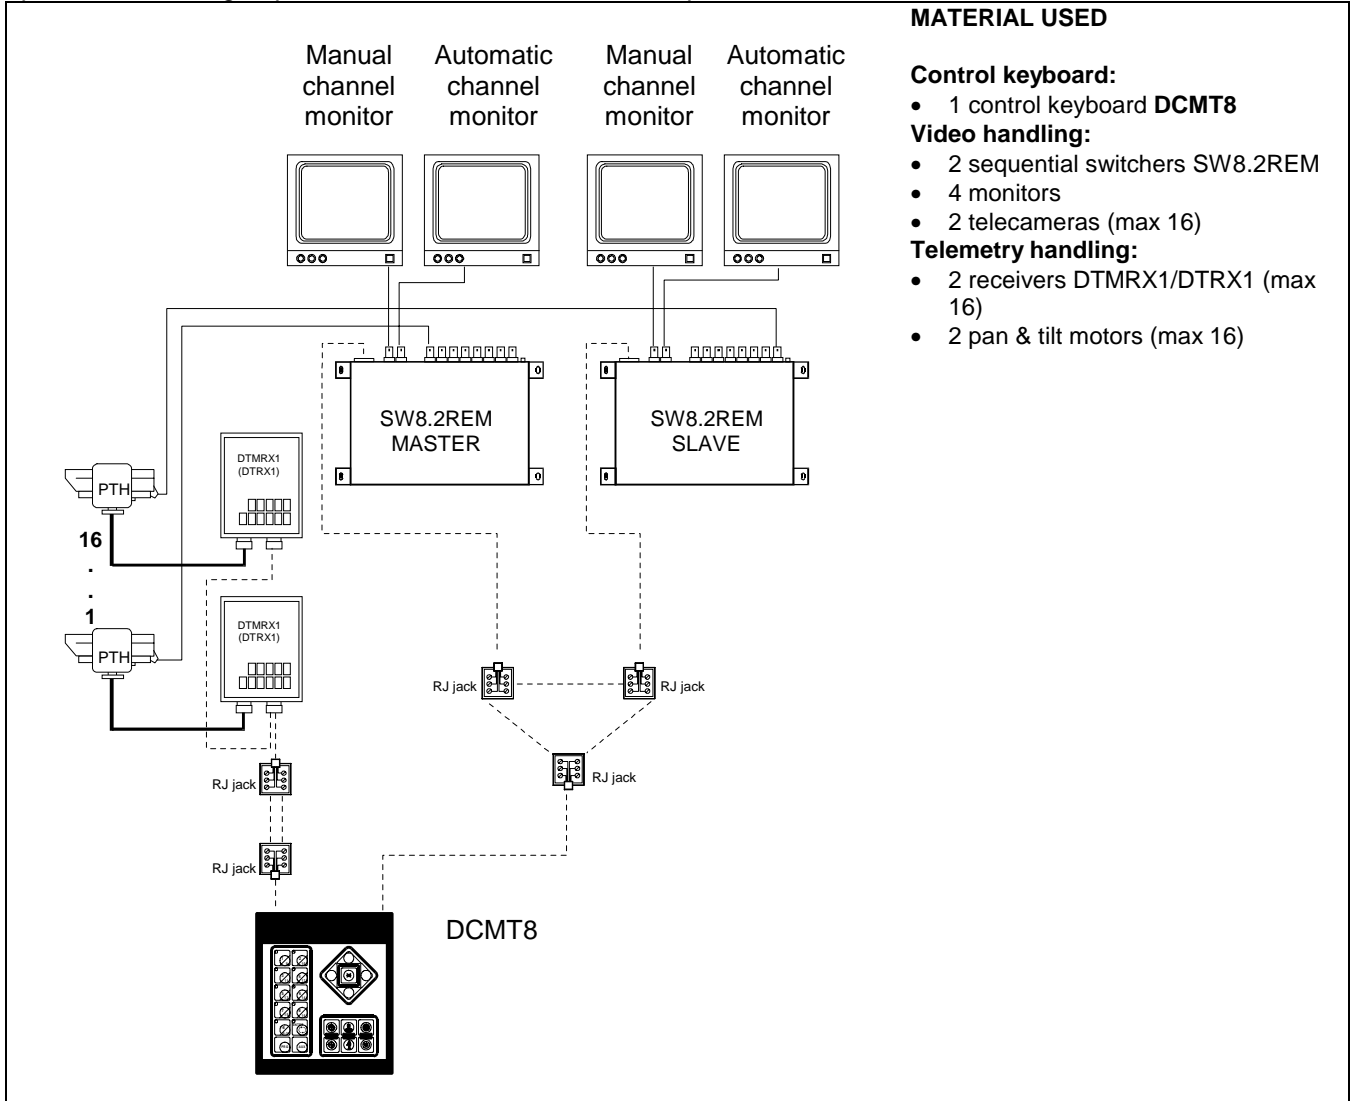 MATERIAL USED
Control keyboard:
• 1 control keyboard DCMT8
Video handling:
• 2 sequential switchers SW8.2REM
• 4 monitors
• 2 telecameras (max 16)
Telemetry handling:
• 2 receivers DTMRX1/DTRX1 (max
16)
• 2 pan & tilt motors (max 16)
Manual
channel
monitor
Automatic
channel
monitor
Manual
channel
monitor
Automatic
channel
monitor
SW8.2REM
MASTER
SW8.2REM
SLAVE
DTMRX1
(DTRX1)
PTH
16
.
.
1
DTMRX1
(DTRX1)
PTH
RJ jack
RJ jack
RJ jack
RJ jack
RJ jack
DCMT8